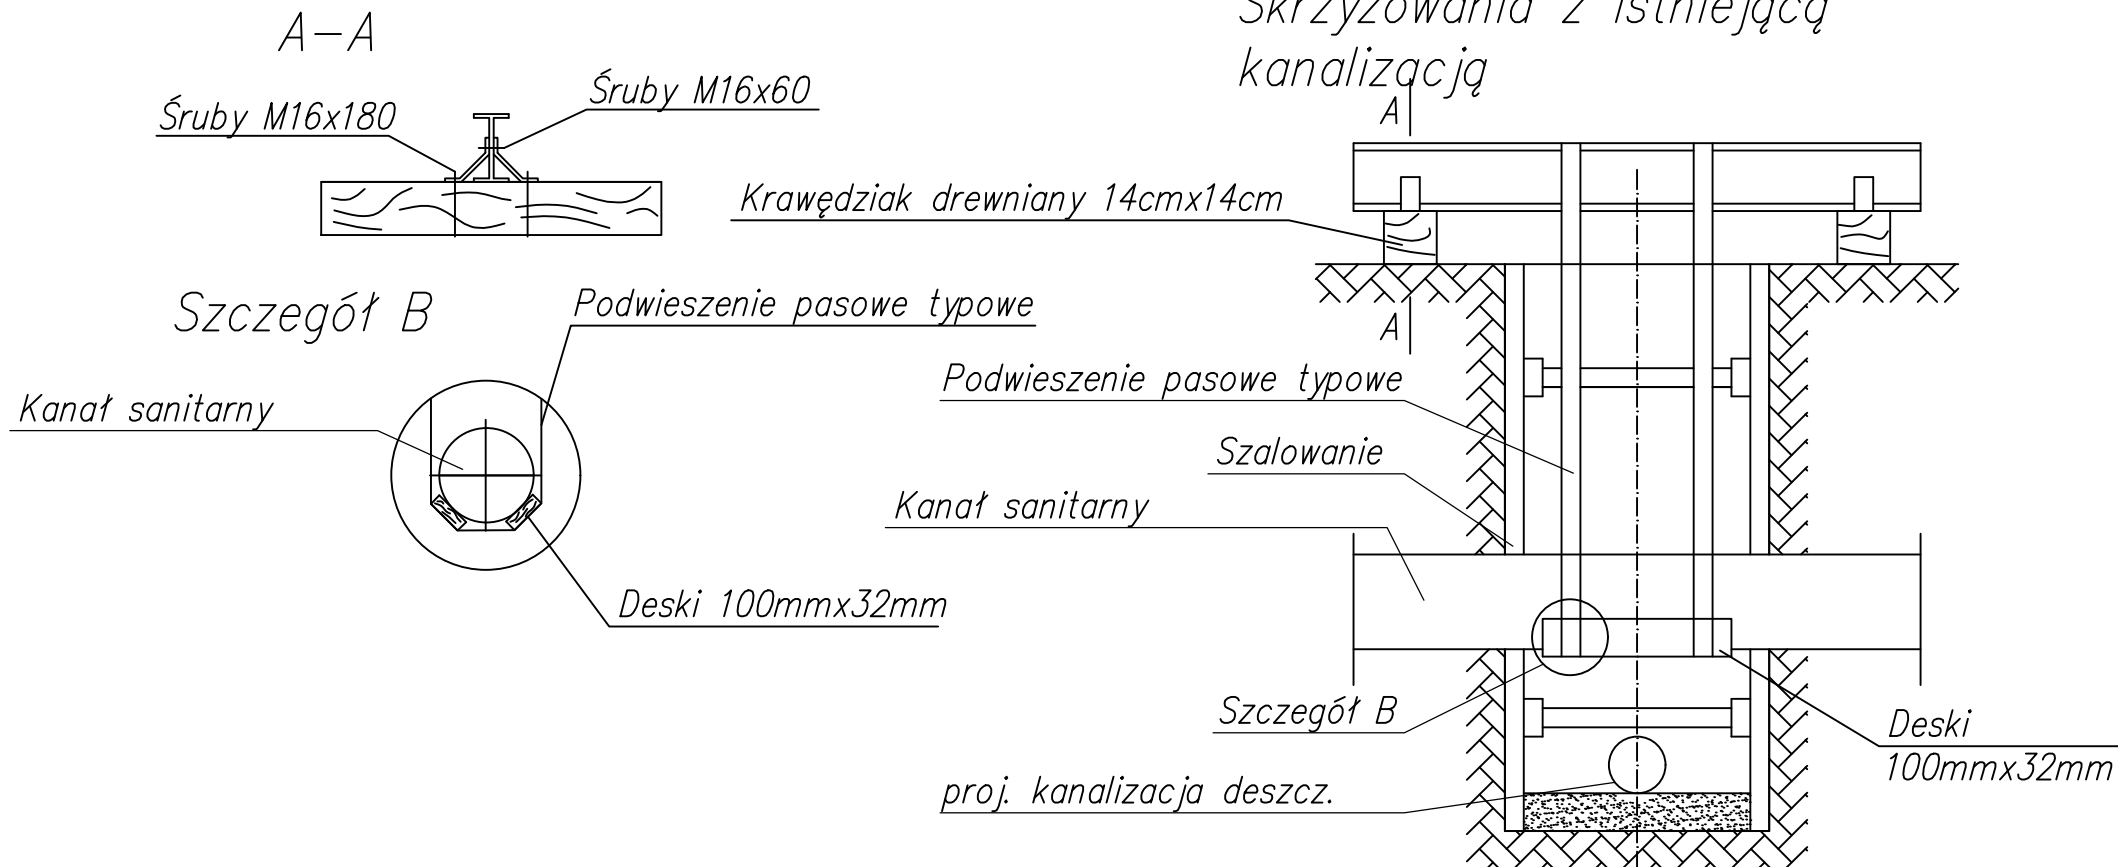 A-A
Śruby M16x180
Śruby M16x60
Szczegół B
Podwieszenie pasowe typowe
Kanał sanitarny
Deski 100mmx32mm
Skrzyżowania z istniejącą
kanalizacją
A
Krawędziak drewniany 14cmx14cm
A
Podwieszenie pasowe typowe
Szalowanie
Kanał sanitarny
Szczegół B
Deski
100mmx32mm
proj. kanalizacja deszcz.